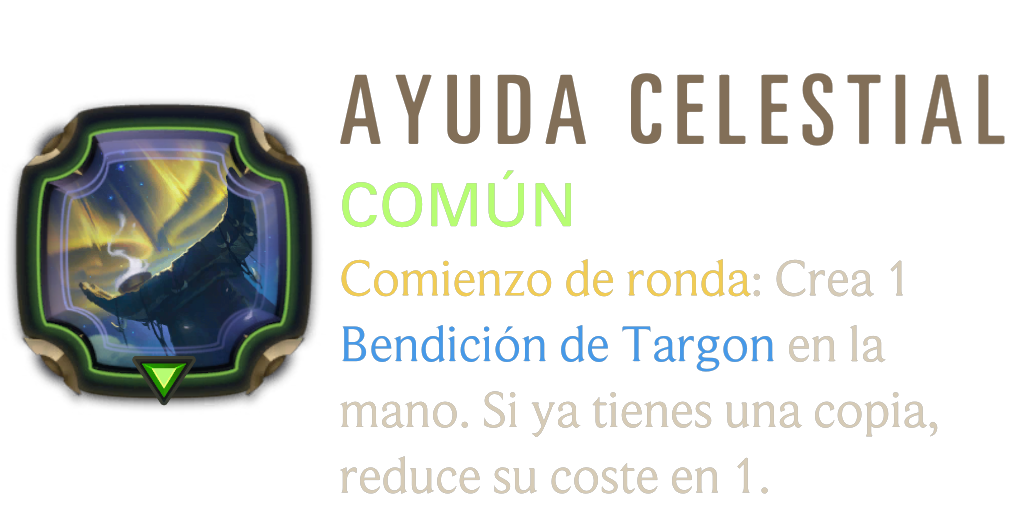 AYUDA CELESTIAL
COMÚN
Comienzo de ronda: Crea 1
Bendición de Targon en la
mano. Si ya tienes una copia,
reduce su coste en 1.